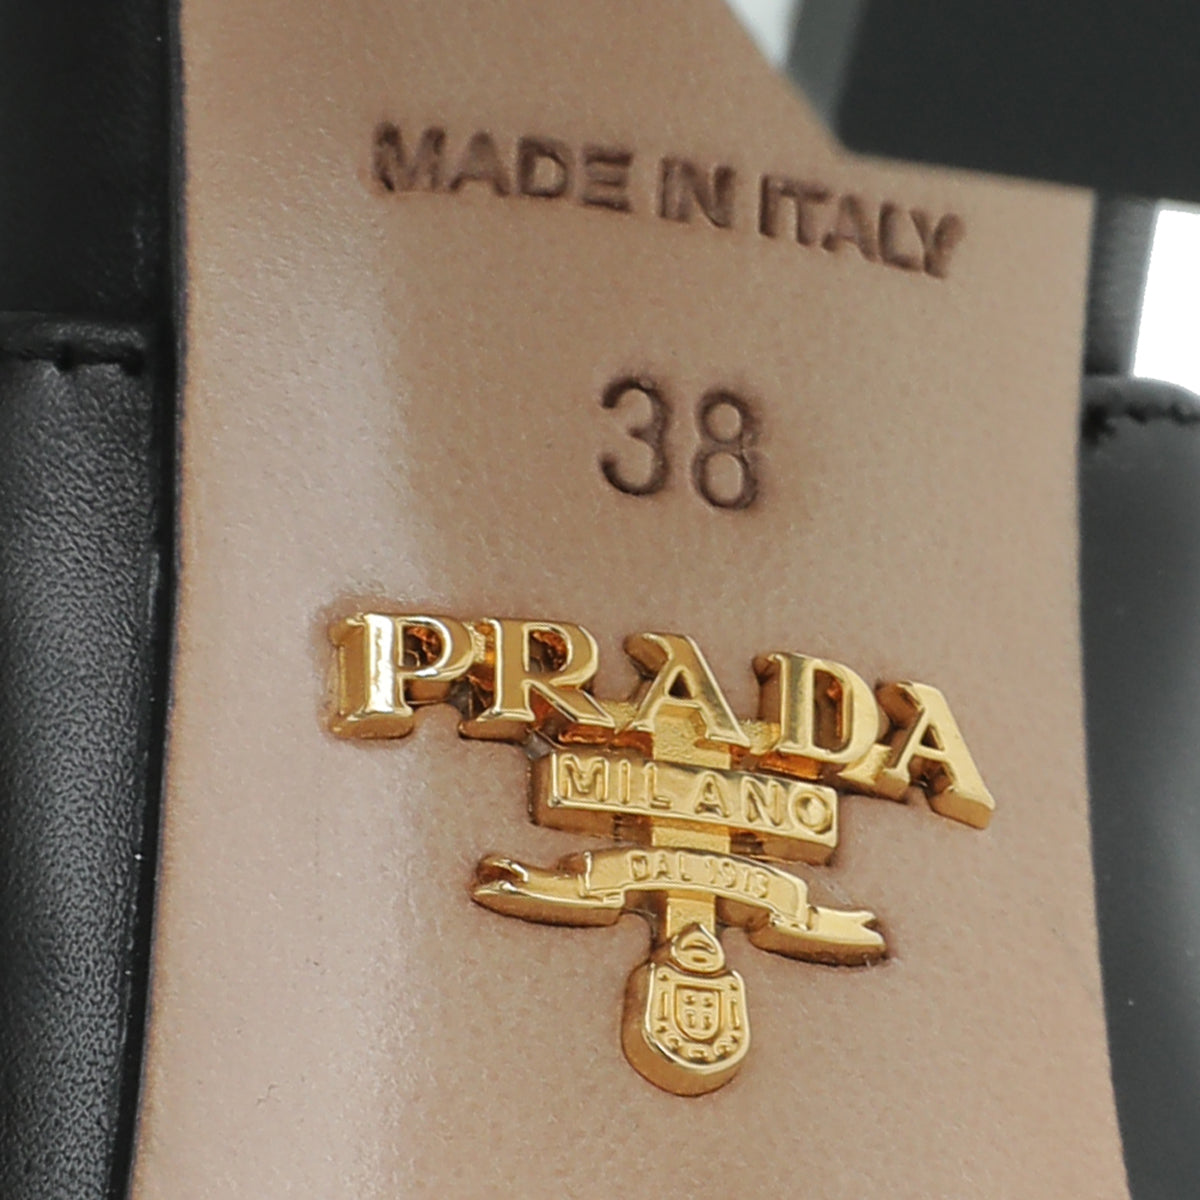 MADE IN ITALY
38
PRADA
MILANO
DAL 1913